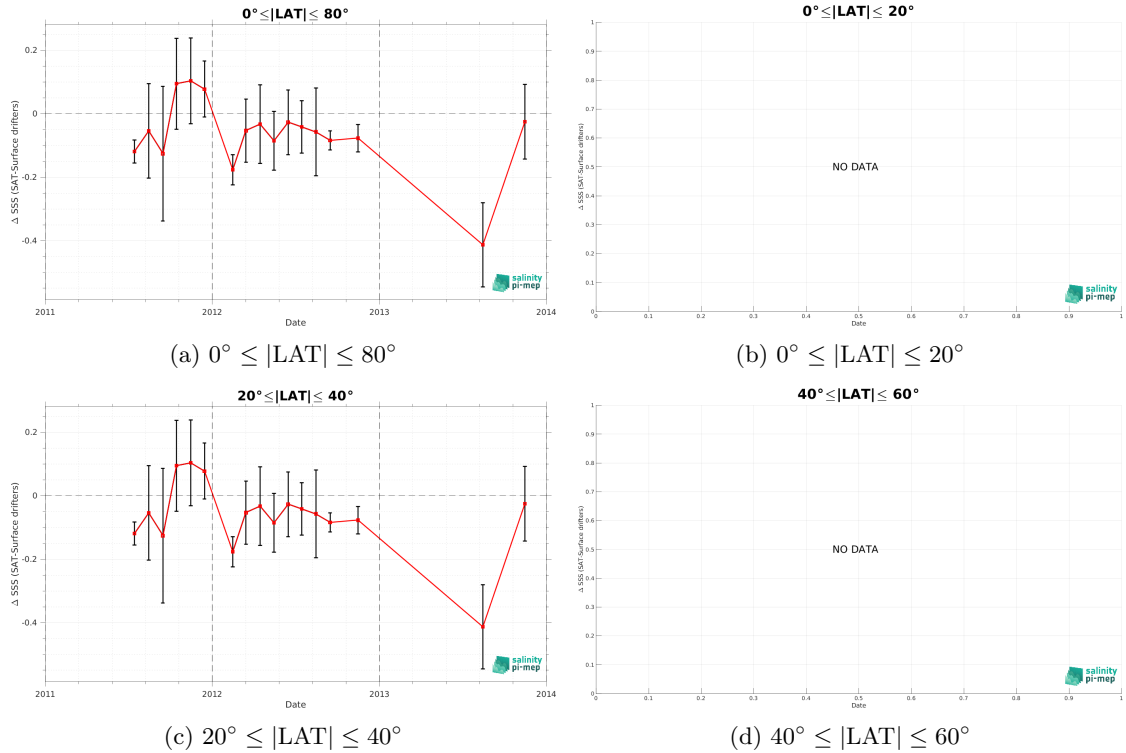 0°≤|LAT|≤ 80°
Δ SSS (SAT-Surface drifters)
0.2
0
-0.2
-0.4
salinity
pi-mep
2011 2012 2013 2014
Date
(a) 0° ≤ |LAT| ≤ 80°
0°≤|LAT|≤ 20°
Δ SSS (SAT-Surface drifters)
1
0.9
0.8
0.7
0.6
0.5
0.4
0.3
0.2
0.1
0
NO DATA
salinity
pi-mep
0 0.1 0.2 0.3 0.4 0.5 0.6 0.7 0.8 0.9 1
Date
(b) 0° ≤ |LAT| ≤ 20°
20°≤|LAT|≤ 40°
Δ SSS (SAT-Surface drifters)
0.2
0
-0.2
-0.4
salinity
pi-mep
2011 2012 2013 2014
Date
(c) 20° ≤ |LAT| ≤ 40°
40°≤|LAT|≤ 60°
Δ SSS (SAT-Surface drifters)
1
0.9
0.8
0.7
0.6
0.5
0.4
0.3
0.2
0.1
0
NO DATA
salinity
pi-mep
0 0.1 0.2 0.3 0.4 0.5 0.6 0.7 0.8 0.9 1
Date
(d) 40° ≤ |LAT| ≤ 60°